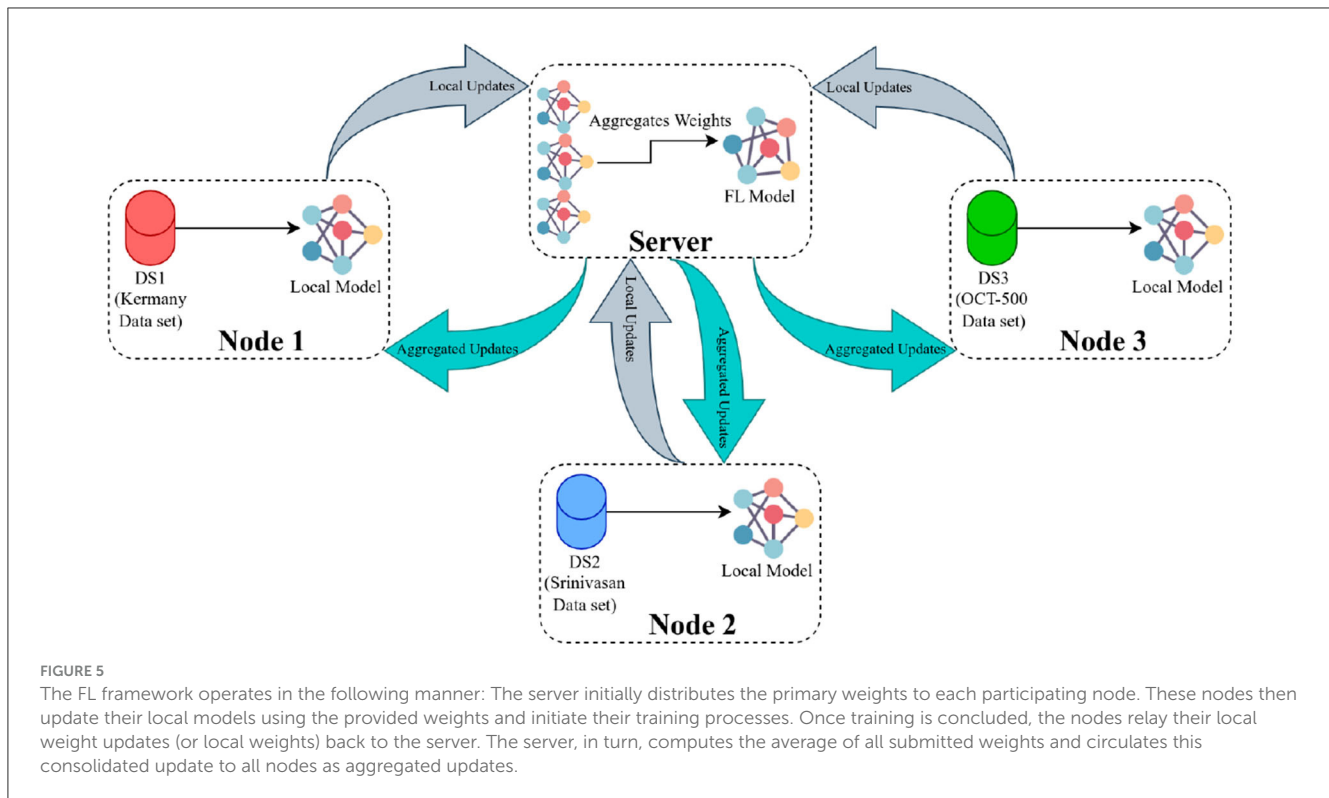 Local Updates
Local Updates
Aggregates Weights
FL Model
Server
DS1
(Kermany
Data set)
Local Model
Node 1
DS3
(OCT-500
Data set)
Local Model
Node 3
Aggregated Updates
Local Updates
Aggregated Updates
Aggregated Updates
DS2
(Srinivasan
Data set)
Local Model
Node 2
FIGURE 5
The FL framework operates in the following manner: The server initially distributes the primary weights to each participating node. These nodes then
update their local models using the provided weights and initiate their training processes. Once training is concluded, the nodes relay their local
weight updates (or local weights) back to the server. The server, in turn, computes the average of all submitted weights and circulates this
consolidated update to all nodes as aggregated updates.